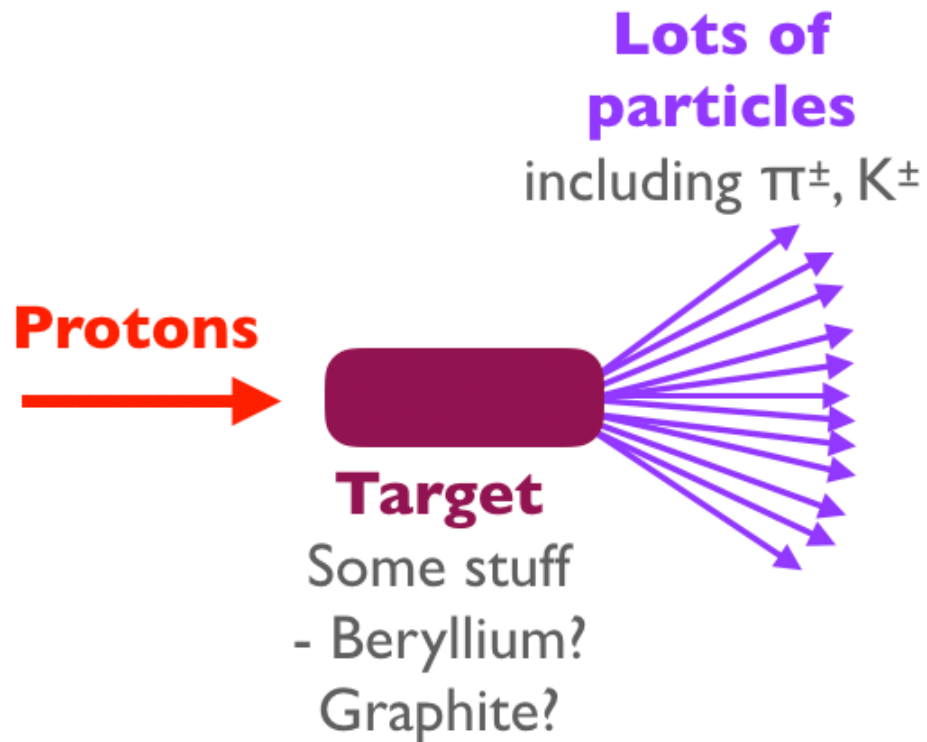 Lots of
particles
including π±, K±
Protons
Target
Some stuff
- Beryllium?
Graphite?